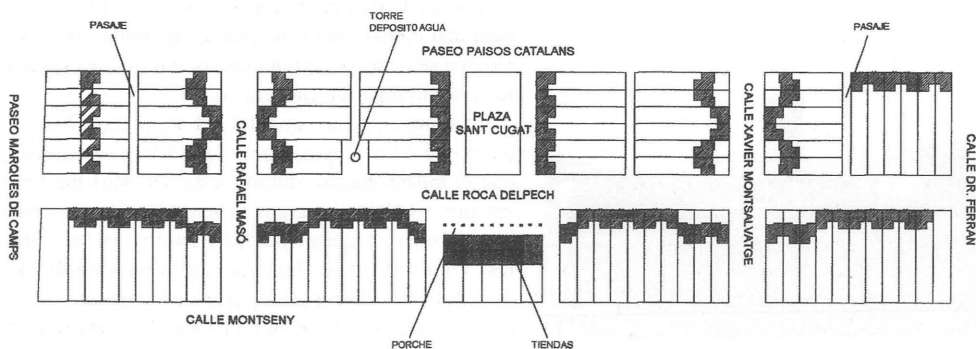 PASAJE
TORRE
DEPOSITO AGUA
PASEO PAISOS CATALANS
PASAJE
PASEO MARQUES DE CAMPS
CALLE RAFAEL MASÓ
PLAZA
SANT CUGAT
CALLE XAVIER MONTSALVATGE
CALLE DR. FERRAN
CALLE ROCA DELPECH
CALLE MONTSENY
PORCHE
TIENDAS